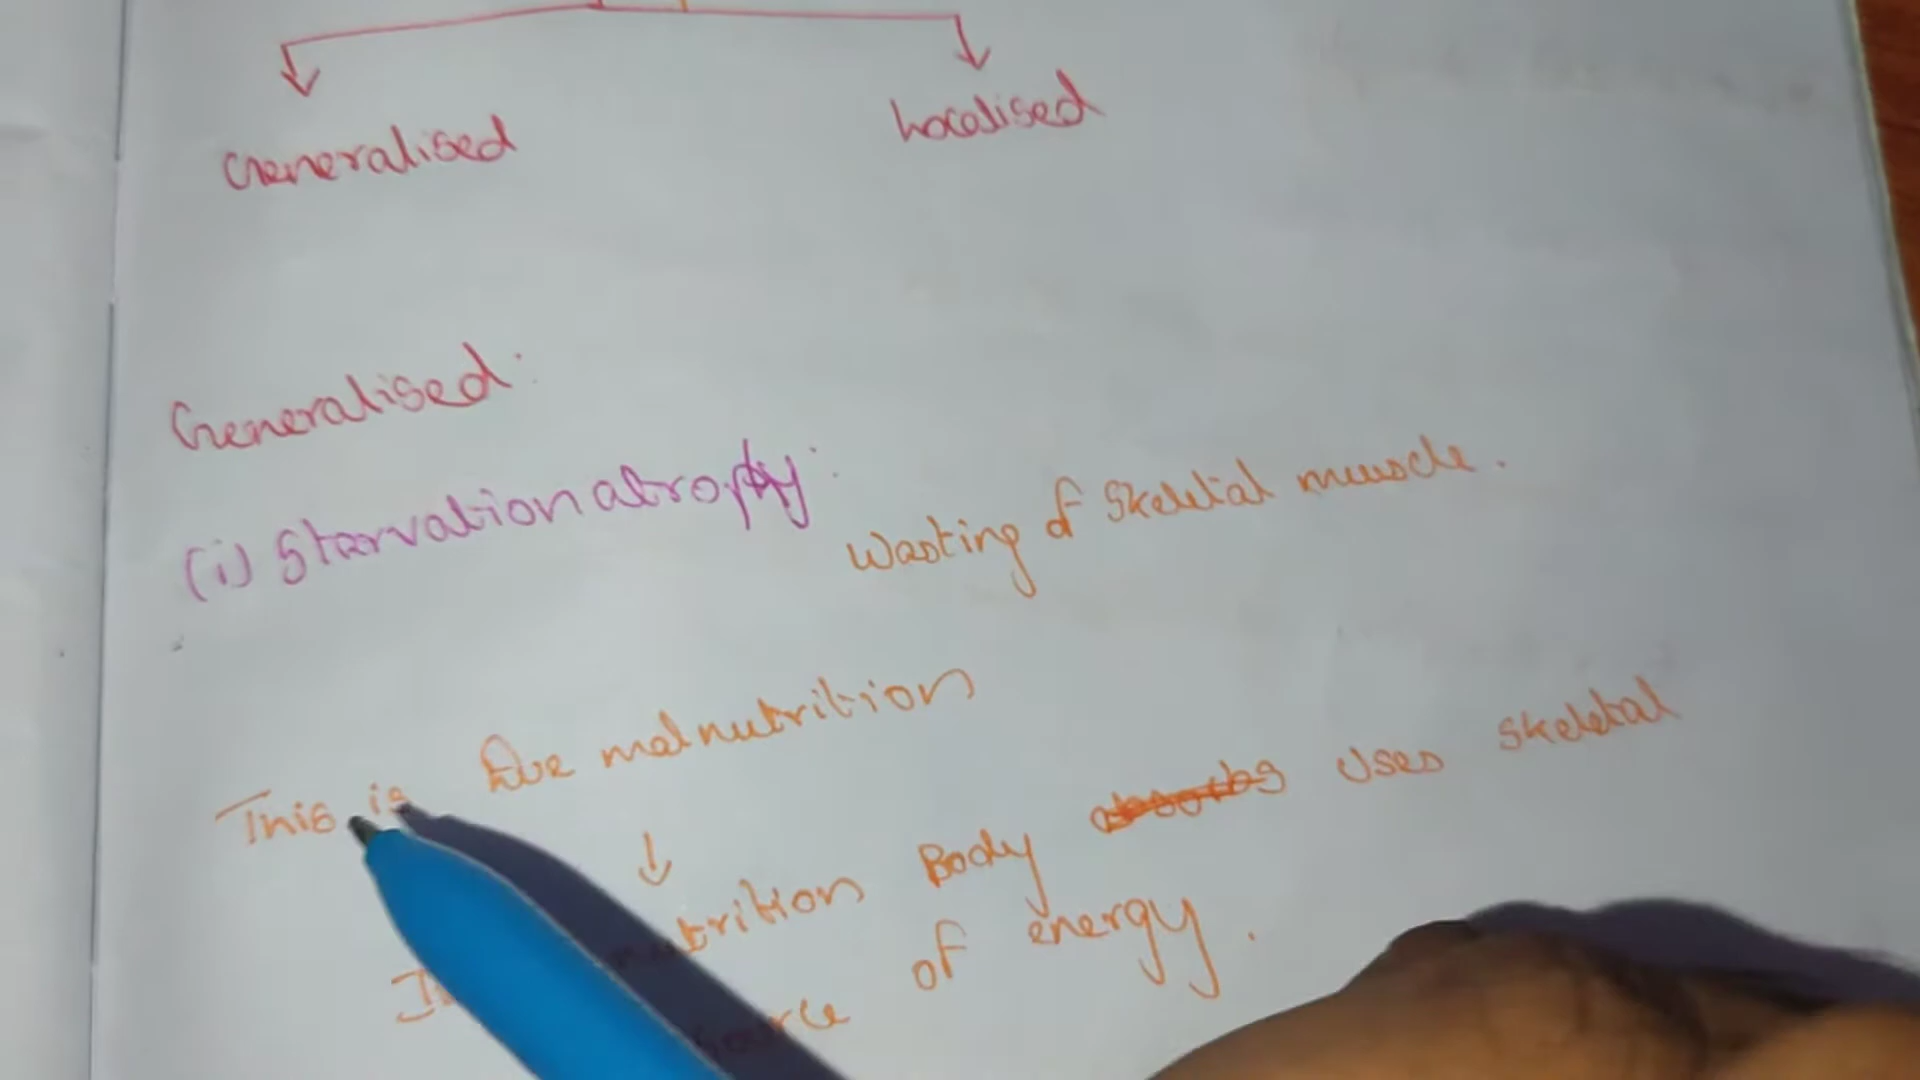 Generalised Localised
Generalised:
(i) Starvation atrophy: Wasting of Skeletal muscle.
This is Due malnutrition
Body Uses skeletal
of energy.